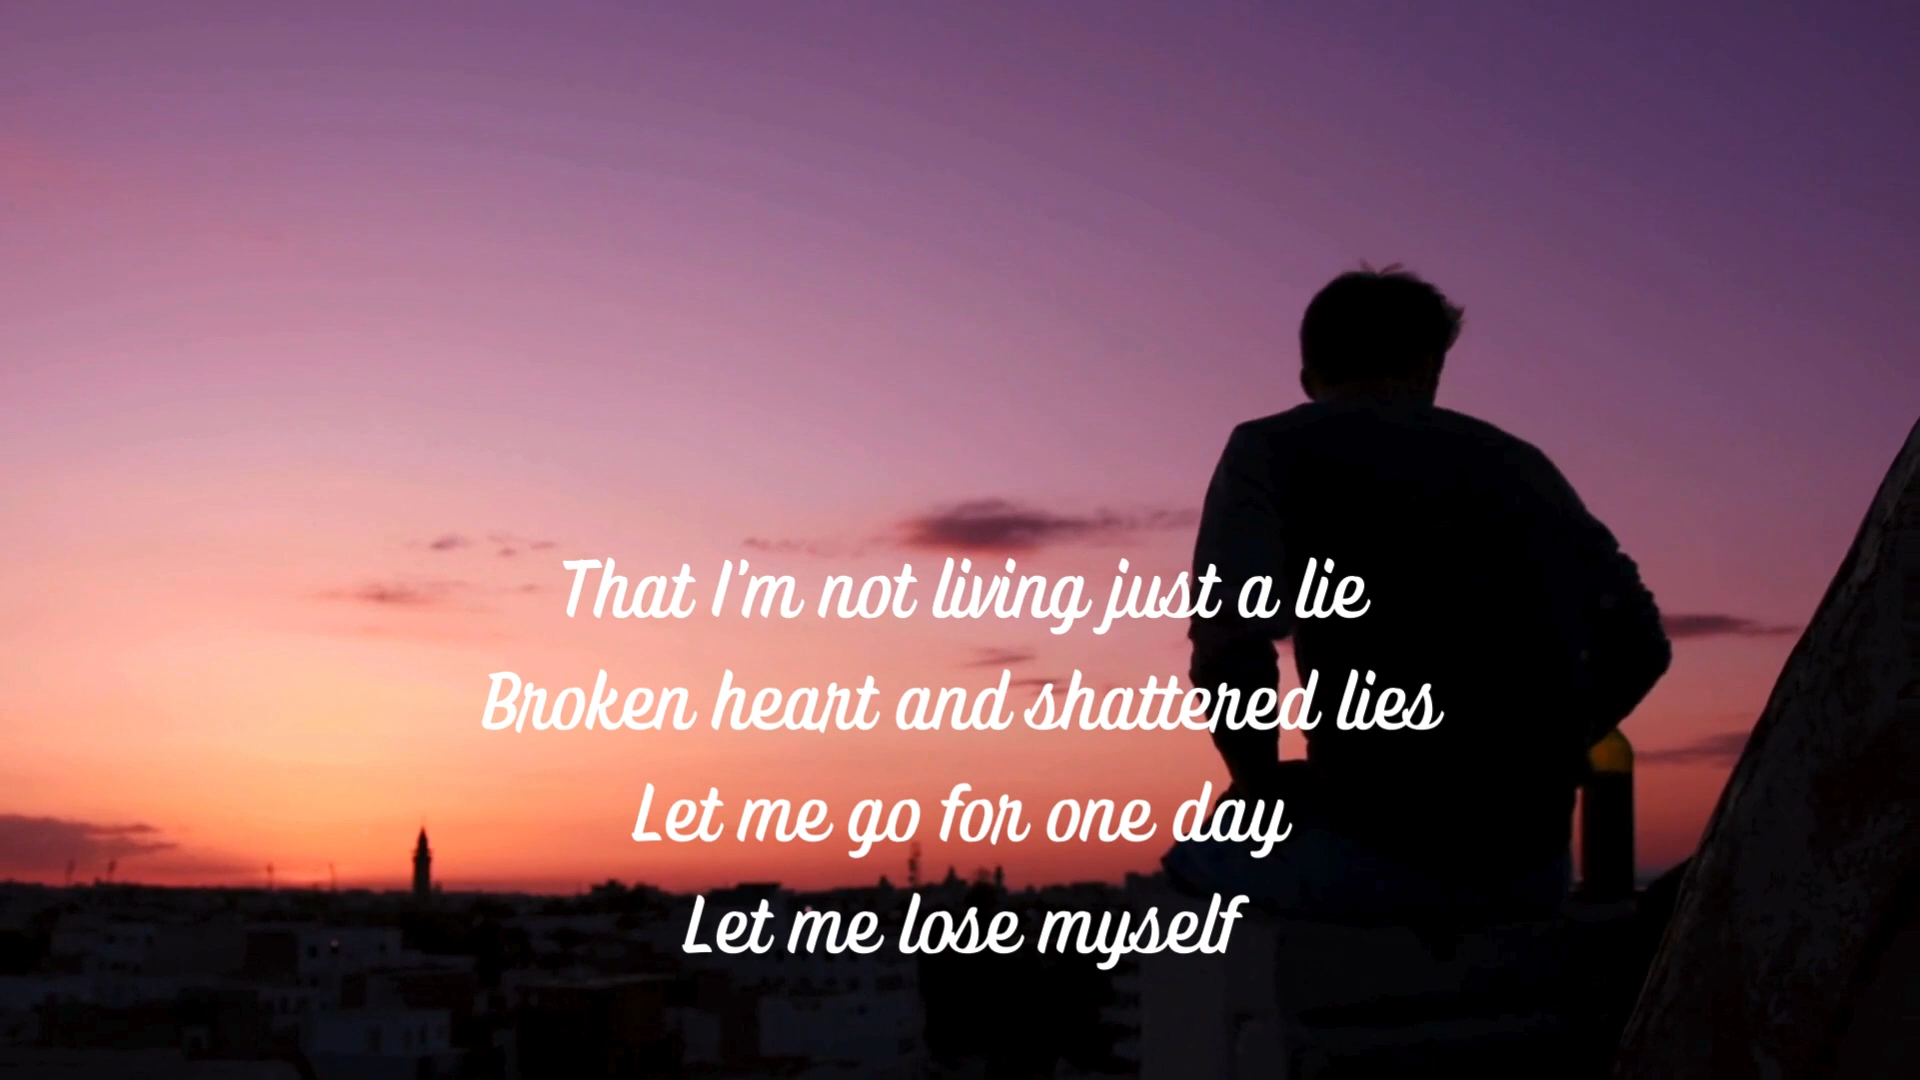 That I'm not living just a lie
Broken heart and shattered lies
Let me go for one day
Let me lose myself